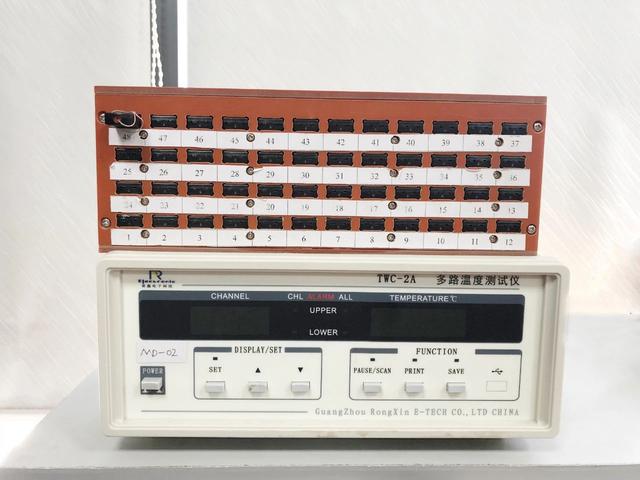 48 47 46 45 44 43 42 41 40 39 38 37
25 26 27 28 29 30 31 32 33 34 35 36
24 23 22 21 20 19 18 17 16 15 14 13
1 2 3 4 5 6 7 8 9 10 11 12
R
TWC-2A 多路温度测试仪
CHANNEL CHL ALARM ALL TEMPERATURE℃
UPPER
LOWER
MD-02
DISPLAY/SET FUNCTION
POWER SET ▲ ▼ PAUSE/SCAN PRINT SAVE
GuangZhou RongXin E-TECH CO., LTD CHINA